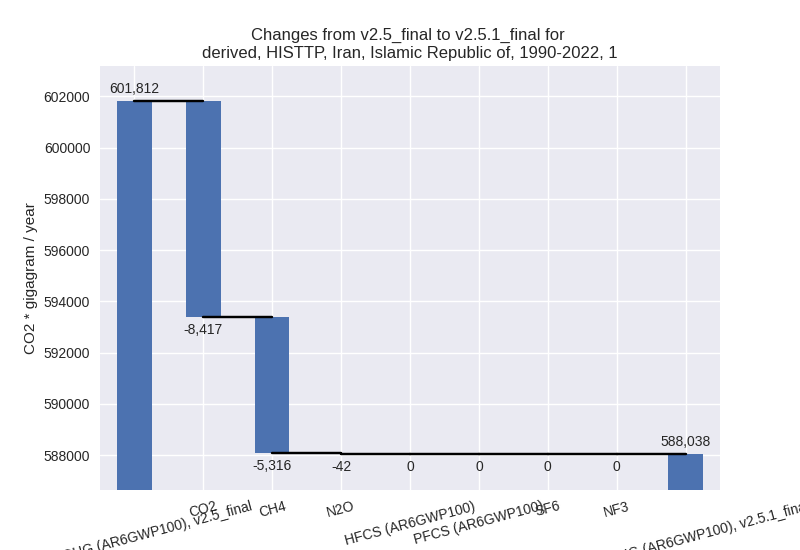 Changes from v2.5_final to v2.5.1_final for
derived, HISTTP, Iran, Islamic Republic of, 1990-2022, 1
CO2 * gigagram / year
602000
600000
598000
596000
594000
592000
590000
588000
601,812
-8,417
-5,316
-42
0
0
0
0
588,038
(AR6GWP100), v2.5_final
CO2
CH4
N2O
HFCS (AR6GWP100)
PFCS (AR6GWP100)
SF6
NF3
(AR6GWP100), v2.5.1_fina